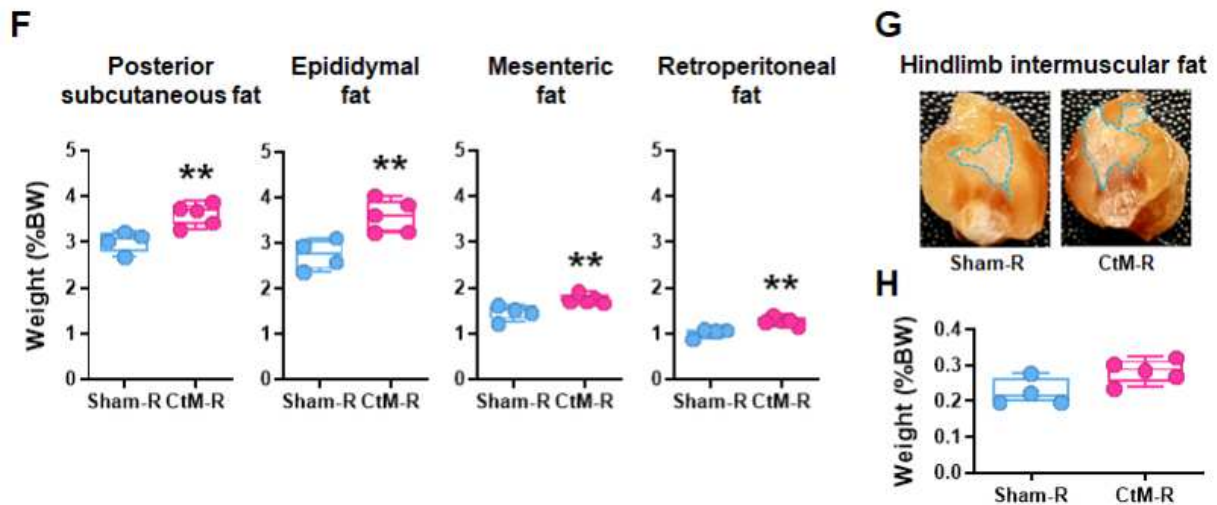 F
Posterior
subcutaneous fat
Epididymal
fat
Mesenteric
fat
Retroperitoneal
fat
Weight (%BW)
5
4
3
2
1
0
**
Sham-R CtM-R
5
4
3
2
1
0
**
Sham-R CtM-R
5
4
3
2
1
0
**
Sham-R CtM-R
5
4
3
2
1
0
**
Sham-R CtM-R
G
Hindlimb intermuscular fat
Sham-R
CtM-R
H
Weight (%BW)
0.4
0.3
0.2
0.1
0.0
Sham-R
CtM-R